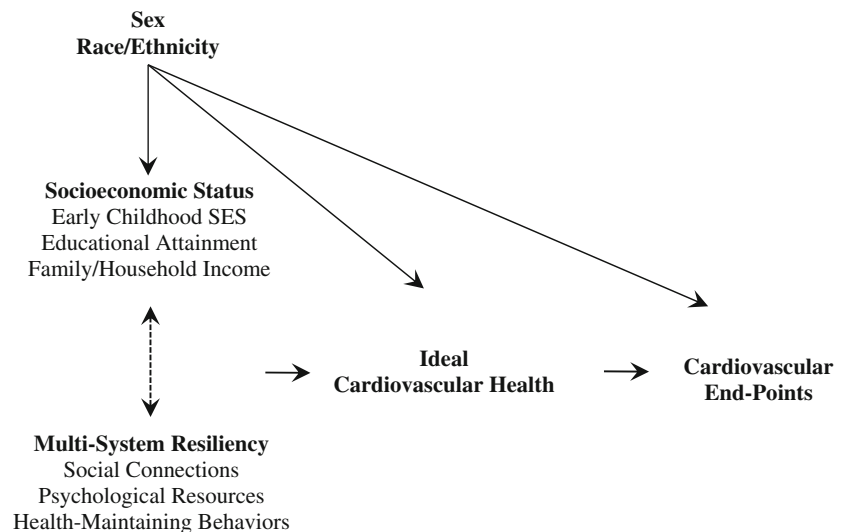 Sex
Race/Ethnicity
Socioeconomic Status
Early Childhood SES
Educational Attainment
Family/Household Income
Ideal
Cardiovascular Health
Cardiovascular
End-Points
Multi-System Resiliency
Social Connections
Psychological Resources
Health-Maintaining Behaviors